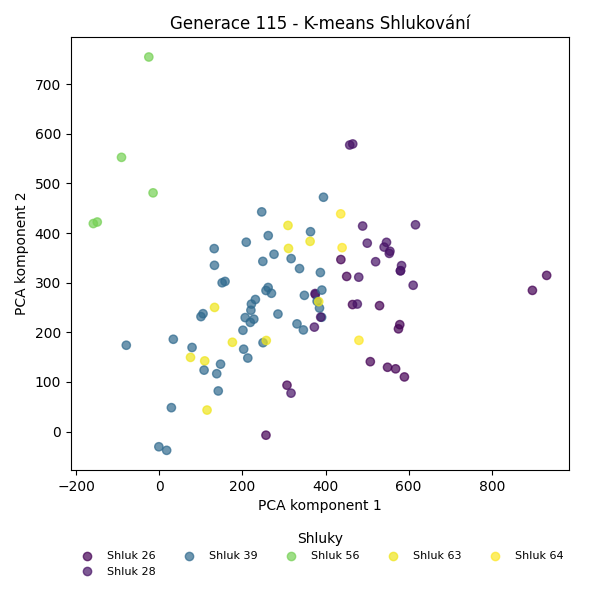 Generace 115 - K-means Shlukování
PCA komponent 2
700
600
500
400
300
200
100
0
−200 0 200 400 600 800
PCA komponent 1
Shluky
Shluk 26 Shluk 39 Shluk 56 Shluk 63 Shluk 64
Shluk 28